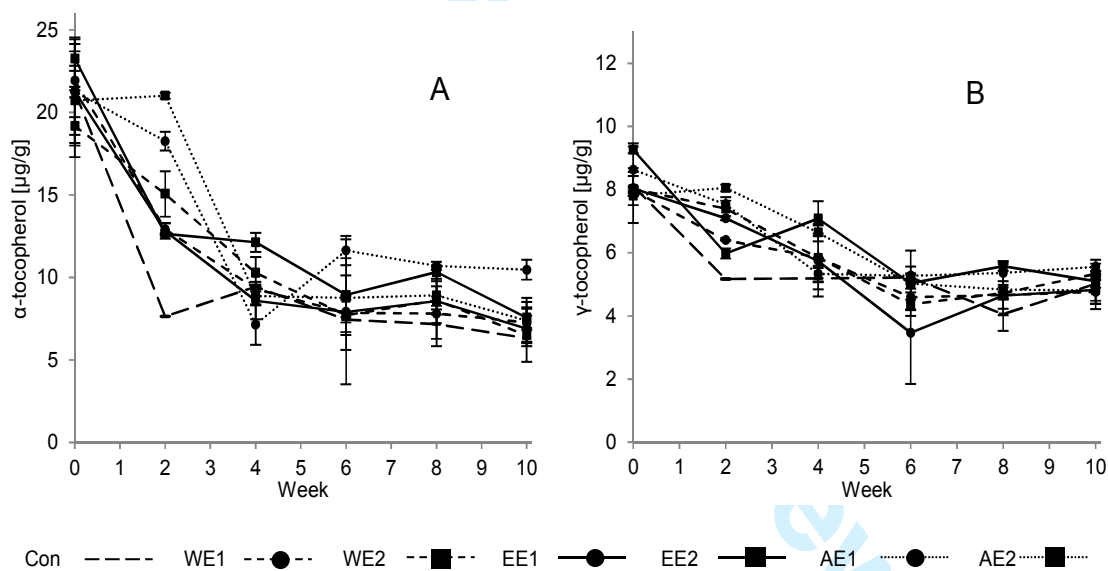 A
α-tocopherol [µg/g]
25
20
15
10
5
0
0 1 2 3 4 5 6 7 8 9 10
Week
B
γ-tocopherol [µg/g]
12
10
8
6
4
2
0
0 1 2 3 4 5 6 7 8 9 10
Week
Con WE1 WE2 EE1 EE2 AE1 AE2